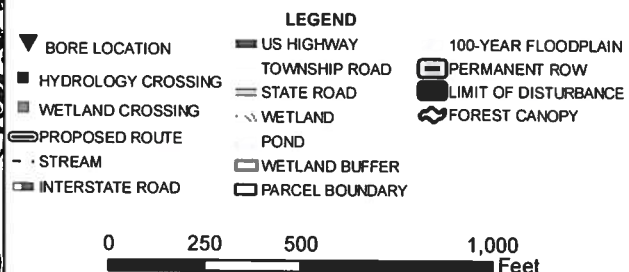 LEGEND
BORE LOCATION
HYDROLOGY CROSSING
WETLAND CROSSING
PROPOSED ROUTE
STREAM
INTERSTATE ROAD
US HIGHWAY
TOWNSHIP ROAD
STATE ROAD
WETLAND
POND
WETLAND BUFFER
PARCEL BOUNDARY
100-YEAR FLOODPLAIN
PERMANENT ROW
LIMIT OF DISTURBANCE
FOREST CANOPY
0 250 500 1,000
Feet